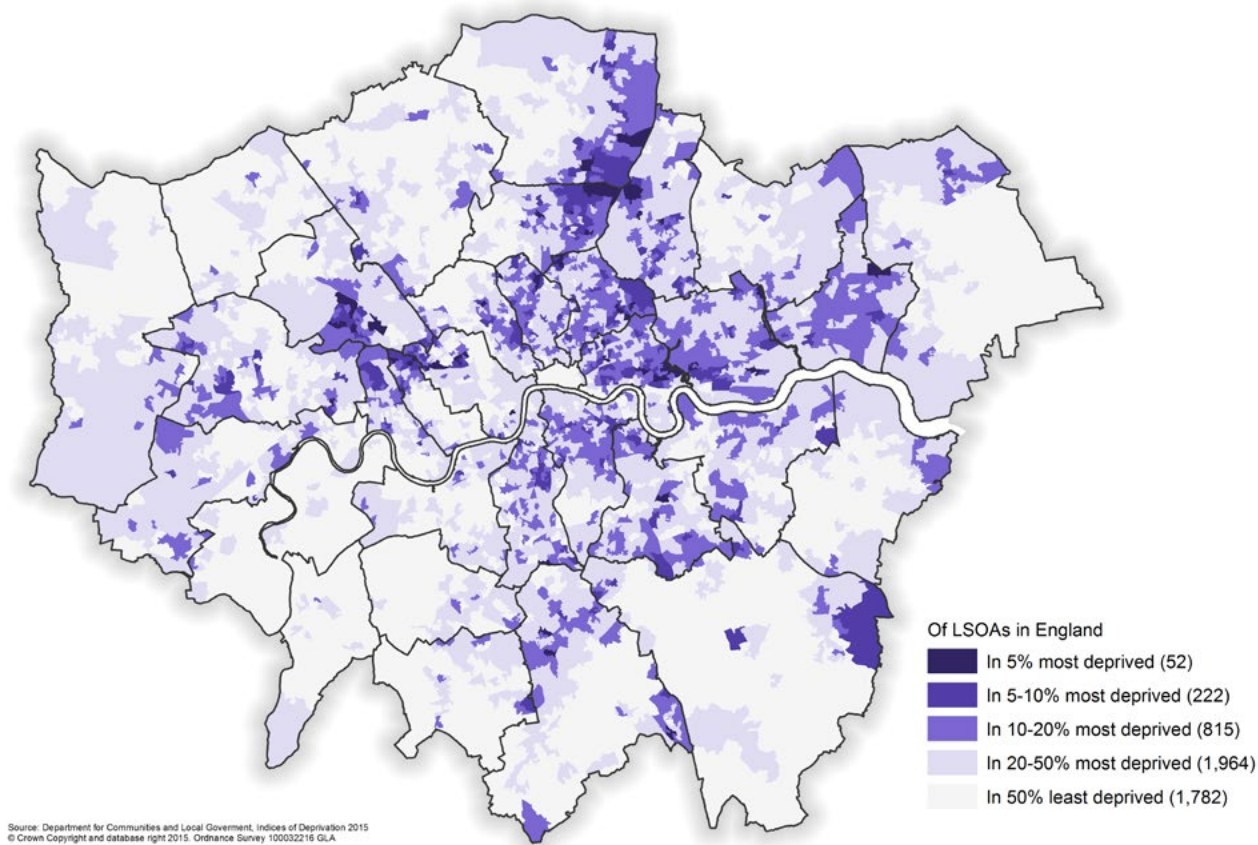 Of LSOAs in England
In 5% most deprived (52)
In 5-10% most deprived (222)
In 10-20% most deprived (815)
In 20-50% most deprived (1,964)
In 50% least deprived (1,782)
Source: Department for Communities and Local Goverment, Indices of Deprivation 2015
© Crown Copyright and database right 2015. Ordnance Survey 100032216 GLA